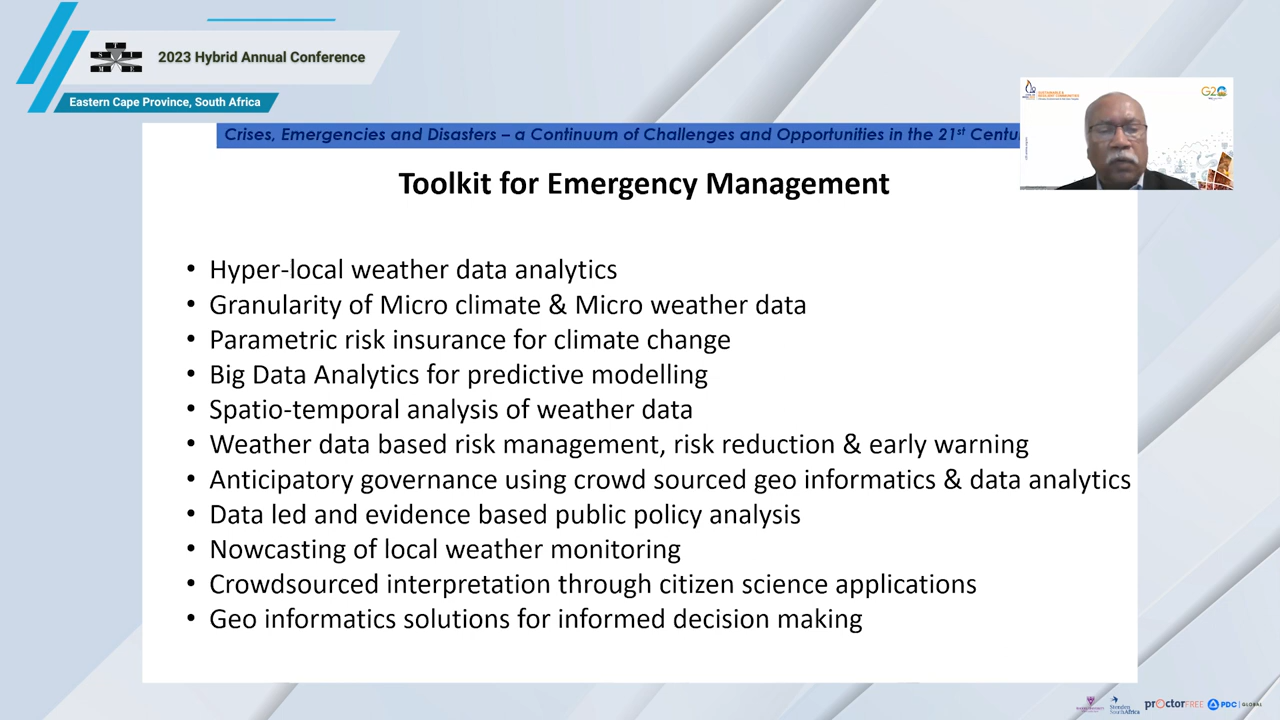 T
S I
M E
2023 Hybrid Annual Conference
Eastern Cape Province, South Africa
G20
Crises, Emergencies and Disasters – a Continuum of Challenges and Opportunities in the 21st Centu
Toolkit for Emergency Management
• Hyper-local weather data analytics
• Granularity of Micro climate & Micro weather data
• Parametric risk insurance for climate change
• Big Data Analytics for predictive modelling
• Spatio-temporal analysis of weather data
• Weather data based risk management, risk reduction & early warning
• Anticipatory governance using crowd sourced geo informatics & data analytics
• Data led and evidence based public policy analysis
• Nowcasting of local weather monitoring
• Crowdsourced interpretation through citizen science applications
• Geo informatics solutions for informed decision making
Stenden South Africa
prOctorFREE
PDC | GLOBAL